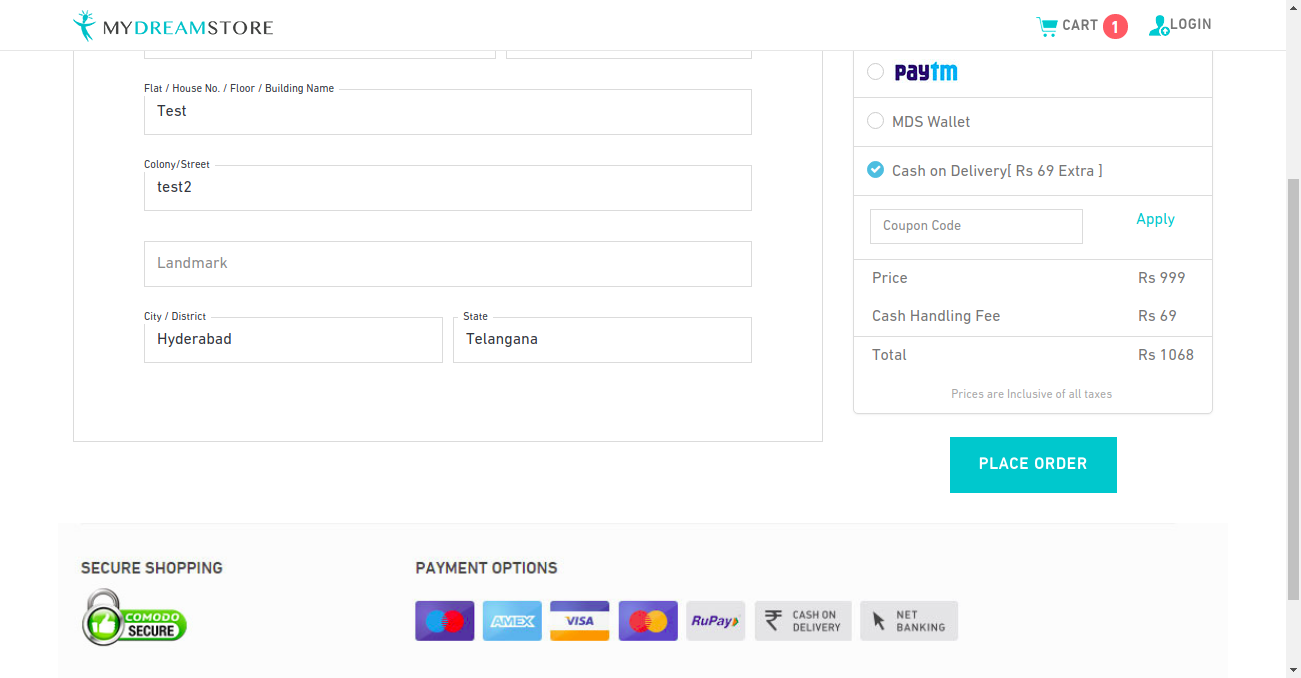 MYDREAMSTORE
CART 1
LOGIN
Flat / House No. / Floor / Building Name
Test
Colony/Street
test2
Landmark
City / District
Hyderabad
State
Telangana
paytm
MDS Wallet
Cash on Delivery[ Rs 69 Extra ]
Coupon Code
Apply
Price Rs 999
Cash Handling Fee Rs 69
Total Rs 1068
Prices are Inclusive of all taxes
PLACE ORDER
SECURE SHOPPING
COMODO
SECURE
PAYMENT OPTIONS
AMEX
VISA
RuPay
CASH ON
DELIVERY
NET
BANKING